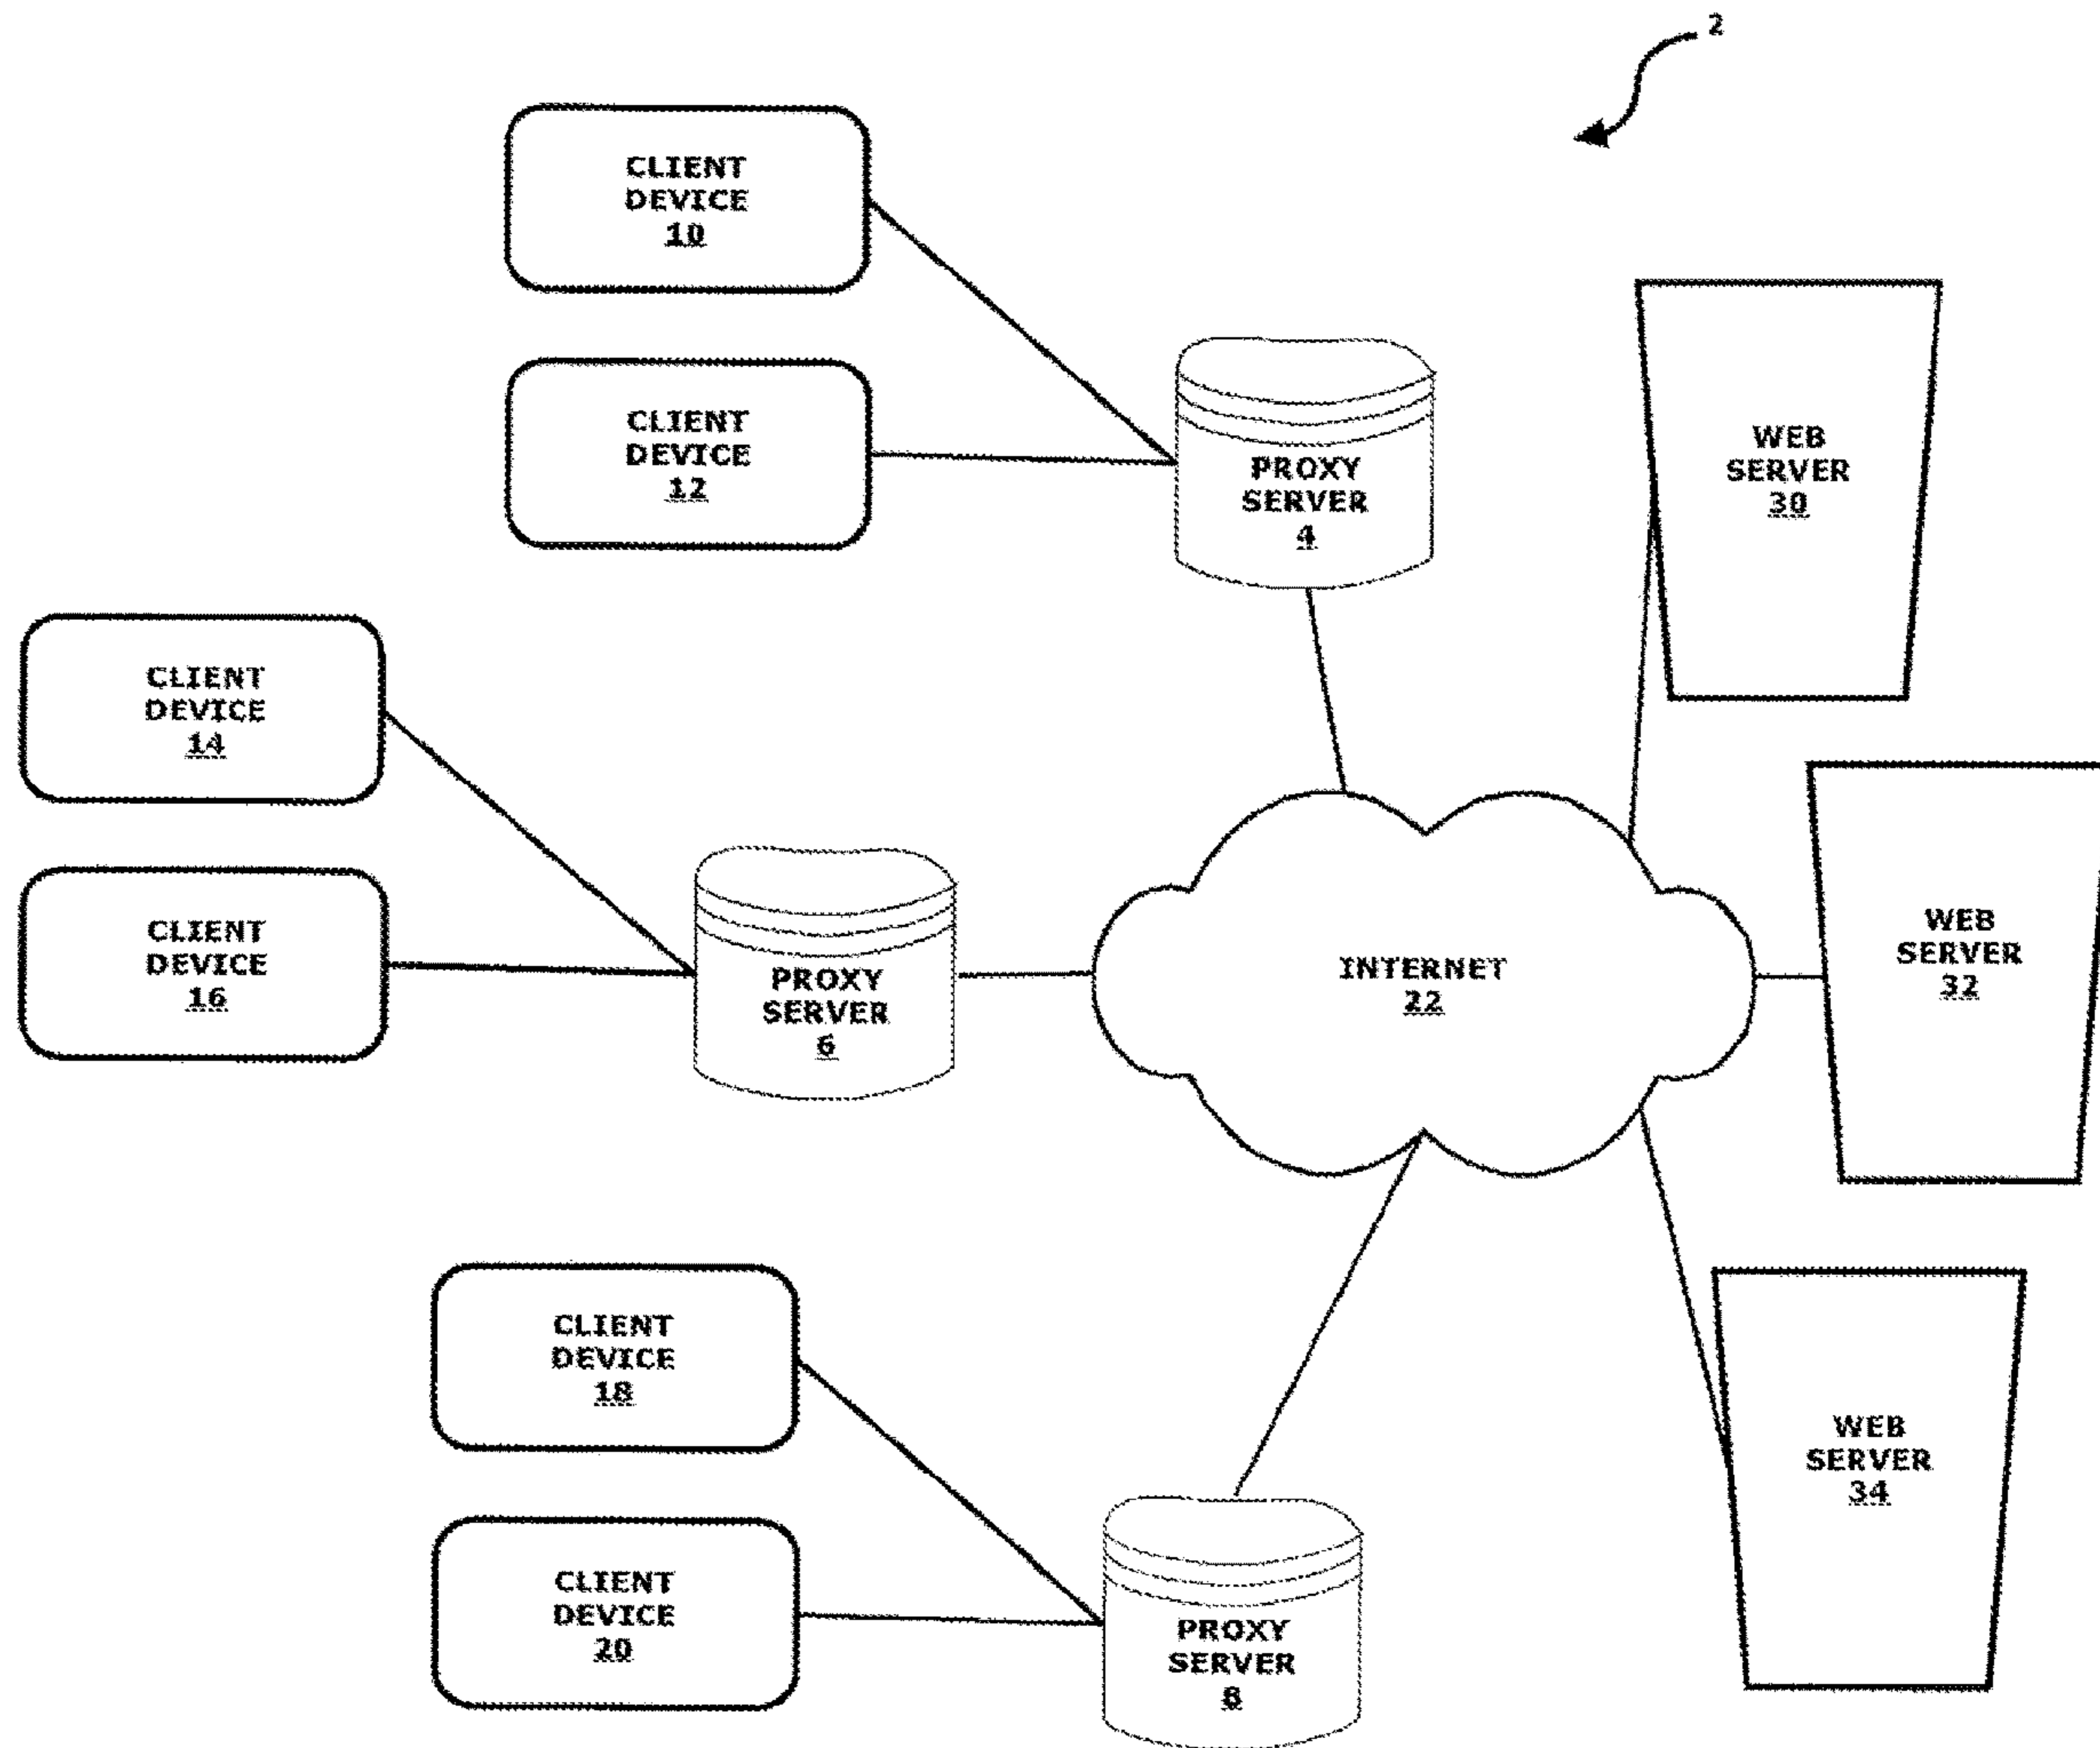 2
CLIENT
DEVICE
10
CLIENT
DEVICE
12
PROXY
SERVER
4
WEB
SERVER
30
CLIENT
DEVICE
14
CLIENT
DEVICE
16
PROXY
SERVER
6
INTERNET
22
WEB
SERVER
32
CLIENT
DEVICE
18
CLIENT
DEVICE
20
PROXY
SERVER
8
WEB
SERVER
34